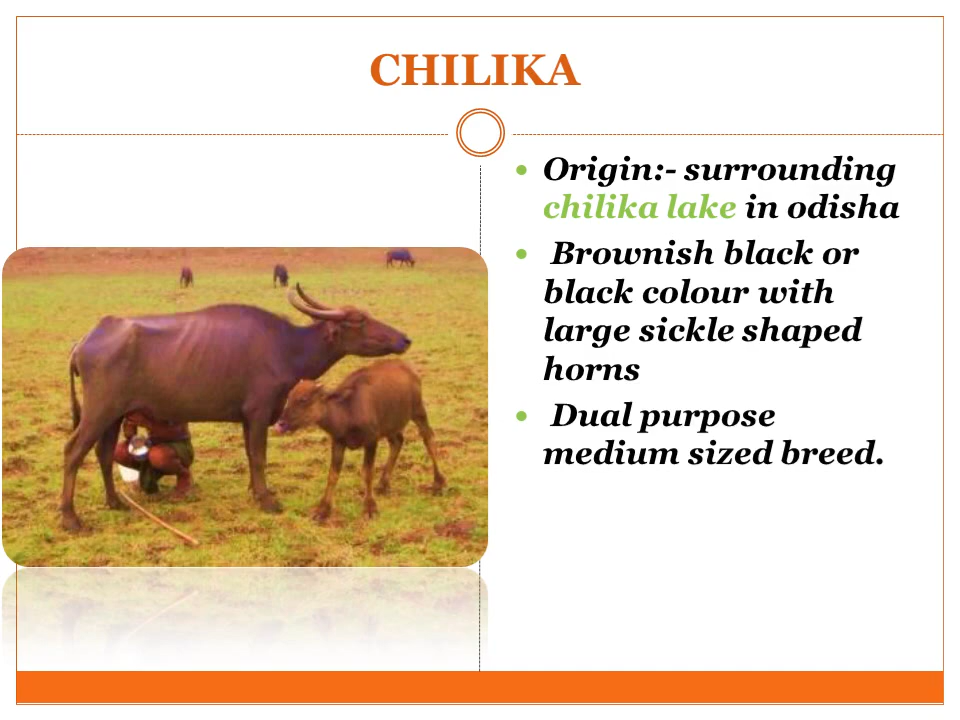 CHILIKA
• Origin:- surrounding
chilika lake in odisha
• Brownish black or
black colour with
large sickle shaped
horns
• Dual purpose
medium sized breed.